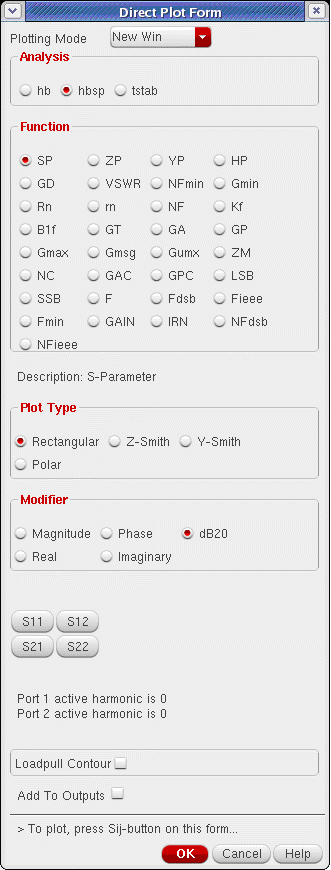 Direct Plot Form
Plotting Mode New Win
Analysis
hb hbsp tstab
Function
SP ZP YP HP
GD VSWR NFmin Gmin
Rn rn NF Kf
B1f GT GA GP
Gmax Gmsg Gumx ZM
NC GAC GPC LSB
SSB F Fdsb Fieee
Fmin GAIN IRN NFdsb
NFieee
Description: S-Parameter
Plot Type
Rectangular Z-Smith Y-Smith
Polar
Modifier
Magnitude Phase dB20
Real Imaginary
S11 S12
S21 S22
Port 1 active harmonic is 0
Port 2 active harmonic is 0
Loadpull Contour
Add To Outputs
> To plot, press Sij-button on this form...
OK Cancel Help